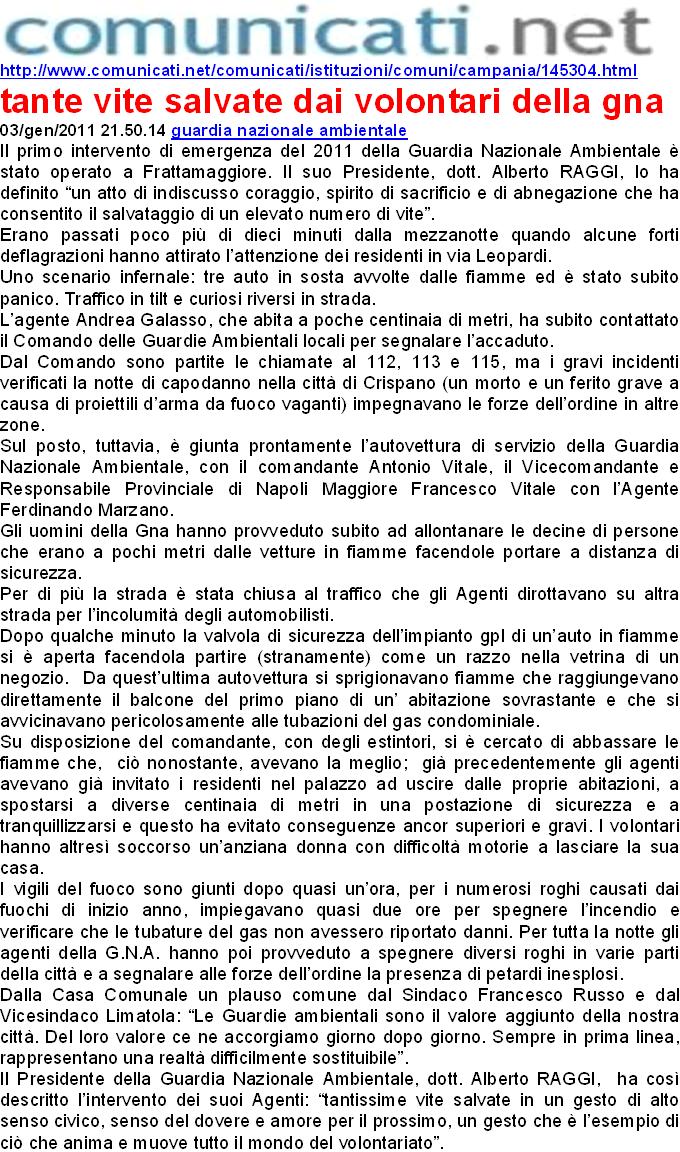 comunicati.net
http://www.comunicati.net/comunicati/istituzioni/comuni/campania/145304.html
tante vite salvate dai volontari della gna
03/gen/2011 21.50.14 guardia nazionale ambientale
Il primo intervento di emergenza del 2011 della Guardia Nazionale Ambientale è
stato operato a Frattamaggiore. Il suo Presidente, dott. Alberto RAGGI, lo ha
definito “un atto di indiscusso coraggio, spirito di sacrificio e di abnegazione che ha
consentito il salvataggio di un elevato numero di vite”.
Erano passati poco più di dieci minuti dalla mezzanotte quando alcune forti
deflagrazioni hanno attirato l’attenzione dei residenti in via Leopardi.
Uno scenario infernale: tre auto in sosta avvolte dalle fiamme ed è stato subito
panico. Traffico in tilt e curiosi riversi in strada.
L’agente Andrea Galasso, che abita a poche centinaia di metri, ha subito contattato
il Comando delle Guardie Ambientali locali per segnalare l’accaduto.
Dal Comando sono partite le chiamate al 112, 113 e 115, ma i gravi incidenti
verificati la notte di capodanno nella città di Crispano (un morto e un ferito grave a
causa di proiettili d’arma da fuoco vaganti) impegnavano le forze dell’ordine in altre
zone.
Sul posto, tuttavia, è giunta prontamente l’autovettura di servizio della Guardia
Nazionale Ambientale, con il comandante Antonio Vitale, il Vicecomandante e
Responsabile Provinciale di Napoli Maggiore Francesco Vitale con l’Agente
Ferdinando Marzano.
Gli uomini della Gna hanno provveduto subito ad allontanare le decine di persone
che erano a pochi metri dalle vetture in fiamme facendole portare a distanza di
sicurezza.
Per di più la strada è stata chiusa al traffico che gli Agenti dirottavano su altra
strada per l’incolumità degli automobilisti.
Dopo qualche minuto la valvola di sicurezza dell’impianto gpl di un’auto in fiamme
si è aperta facendola partire (stranamente) come un razzo nella vetrina di un
negozio. Da quest’ultima autovettura si sprigionavano fiamme che raggiungevano
direttamente il balcone del primo piano di un’ abitazione sovrastante e che si
avvicinavano pericolosamente alle tubazioni del gas condominiale.
Su disposizione del comandante, con degli estintori, si è cercato di abbassare le
fiamme che, ciò nonostante, avevano la meglio; già precedentemente gli agenti
avevano già invitato i residenti nel palazzo ad uscire dalle proprie abitazioni, a
spostarsi a diverse centinaia di metri in una postazione di sicurezza e a
tranquillizzarsi e questo ha evitato conseguenze ancor superiori e gravi. I volontari
hanno altresì soccorso un’anziana donna con difficoltà motorie a lasciare la sua
casa.
I vigili del fuoco sono giunti dopo quasi un’ora, per i numerosi roghi causati dai
fuochi di inizio anno, impiegavano quasi due ore per spegnere l’incendio e
verificare che le tubature del gas non avessero riportato danni. Per tutta la notte gli
agenti della G.N.A. hanno poi provveduto a spegnere diversi roghi in varie parti
della città e a segnalare alle forze dell’ordine la presenza di petardi inesplosi.
Dalla Casa Comunale un plauso comune dal Sindaco Francesco Russo e dal
Vicesindaco Limatola: “Le Guardie ambientali sono il valore aggiunto della nostra
città. Del loro valore ce ne accorgiamo giorno dopo giorno. Sempre in prima linea,
rappresentano una realtà difficilmente sostituibile”.
Il Presidente della Guardia Nazionale Ambientale, dott. Alberto RAGGI, ha così
descritto l’intervento dei suoi Agenti: “tantissime vite salvate in un gesto di alto
senso civico, senso del dovere e amore per il prossimo, un gesto che è l’esempio di
ciò che anima e muove tutto il mondo del volontariato”.